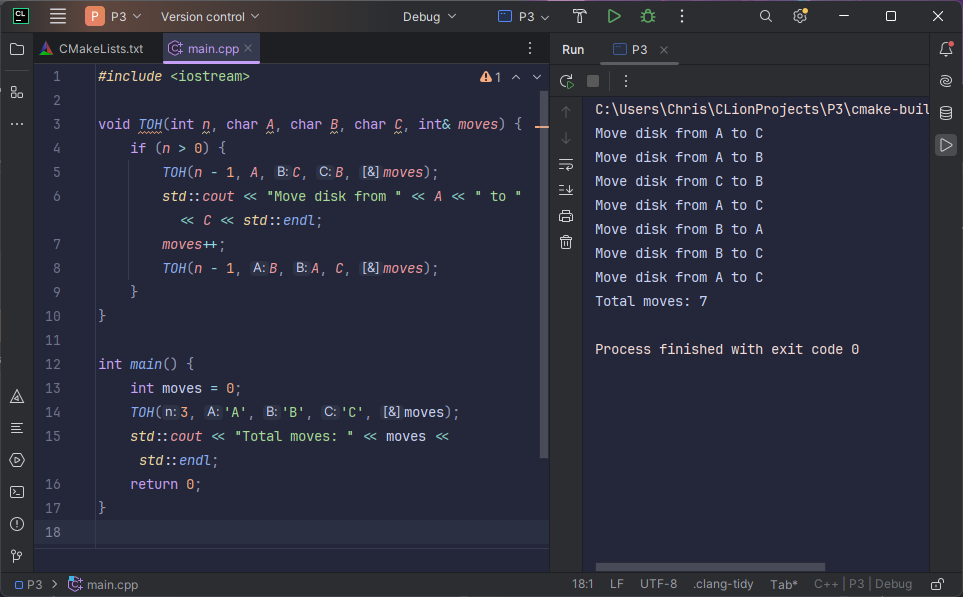 CL P P3 Version control Debug P3
CMakeLists.txt main.cpp Run P3
1 #include <iostream> 1
2
3 void TOH(int n, char A, char B, char C, int& moves) {
4 if (n > 0) {
5 TOH(n - 1, A, B: C, C: B, [&] moves);
6 std::cout << "Move disk from " << A << " to "
<< C << std::endl;
7 moves++;
8 TOH(n - 1, A: B, B: A, C, [&] moves);
9 }
10 }
11
12 int main() {
13 int moves = 0;
14 TOH(n: 3, A: 'A', B: 'B', C: 'C', [&] moves);
15 std::cout << "Total moves: " << moves <<
std::endl;
16 return 0;
17 }
18
C:\Users\Chris\CLionProjects\P3\cmake-buil
Move disk from A to C
Move disk from A to B
Move disk from C to B
Move disk from A to C
Move disk from B to A
Move disk from B to C
Move disk from A to C
Total moves: 7
Process finished with exit code 0
P3 > main.cpp 18:1 LF UTF-8 .clang-tidy Tab* C++ | P3 | Debug